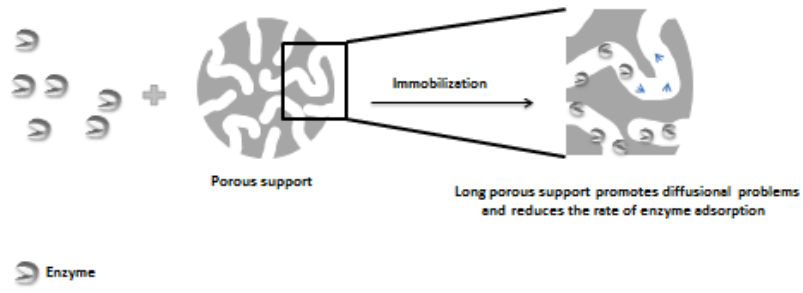 Immobilization
Porous support
Long porous support promotes diffusional problems
and reduces the rate of enzyme adsorption
Enzyme